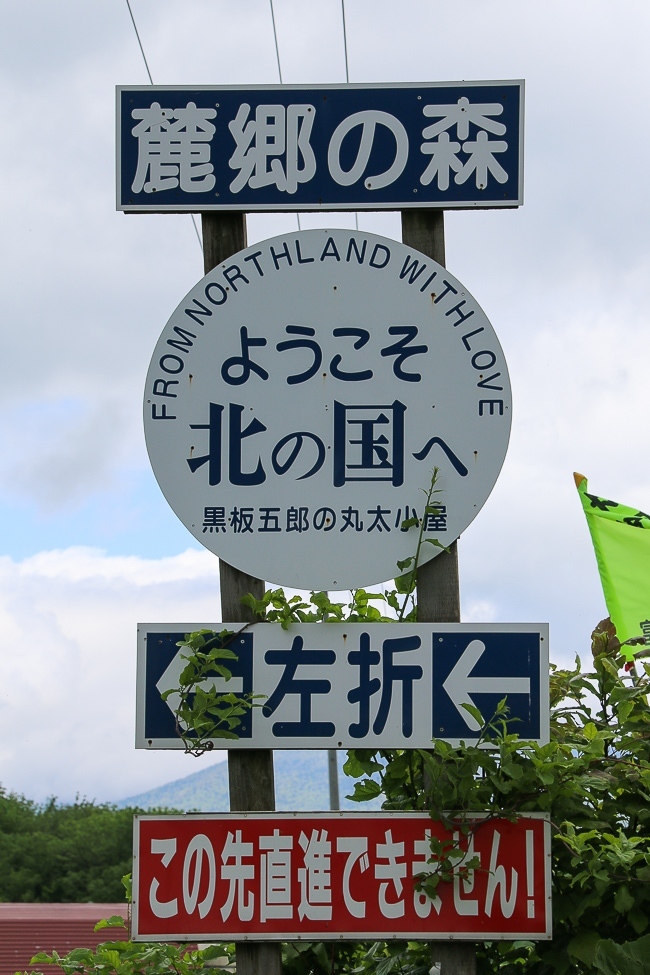 麓郷の森
FROM NORTHLAND WITH LOVE
ようこそ
北の国へ
黒板五郎の丸太小屋
← 左折 ←
この先直進できません!